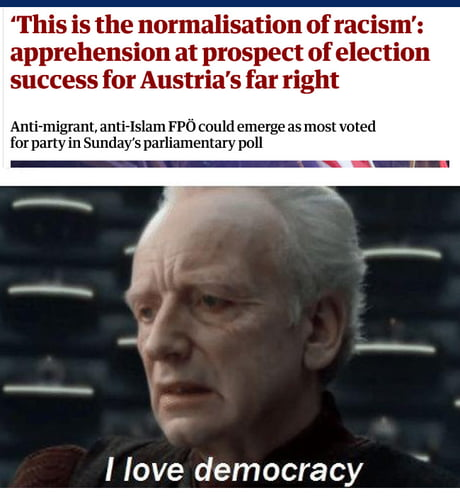 ‘This is the normalisation of racism’:
apprehension at prospect of election
success for Austria’s far right
Anti-migrant, anti-Islam FPÖ could emerge as most voted
for party in Sunday’s parliamentary poll
I love democracy